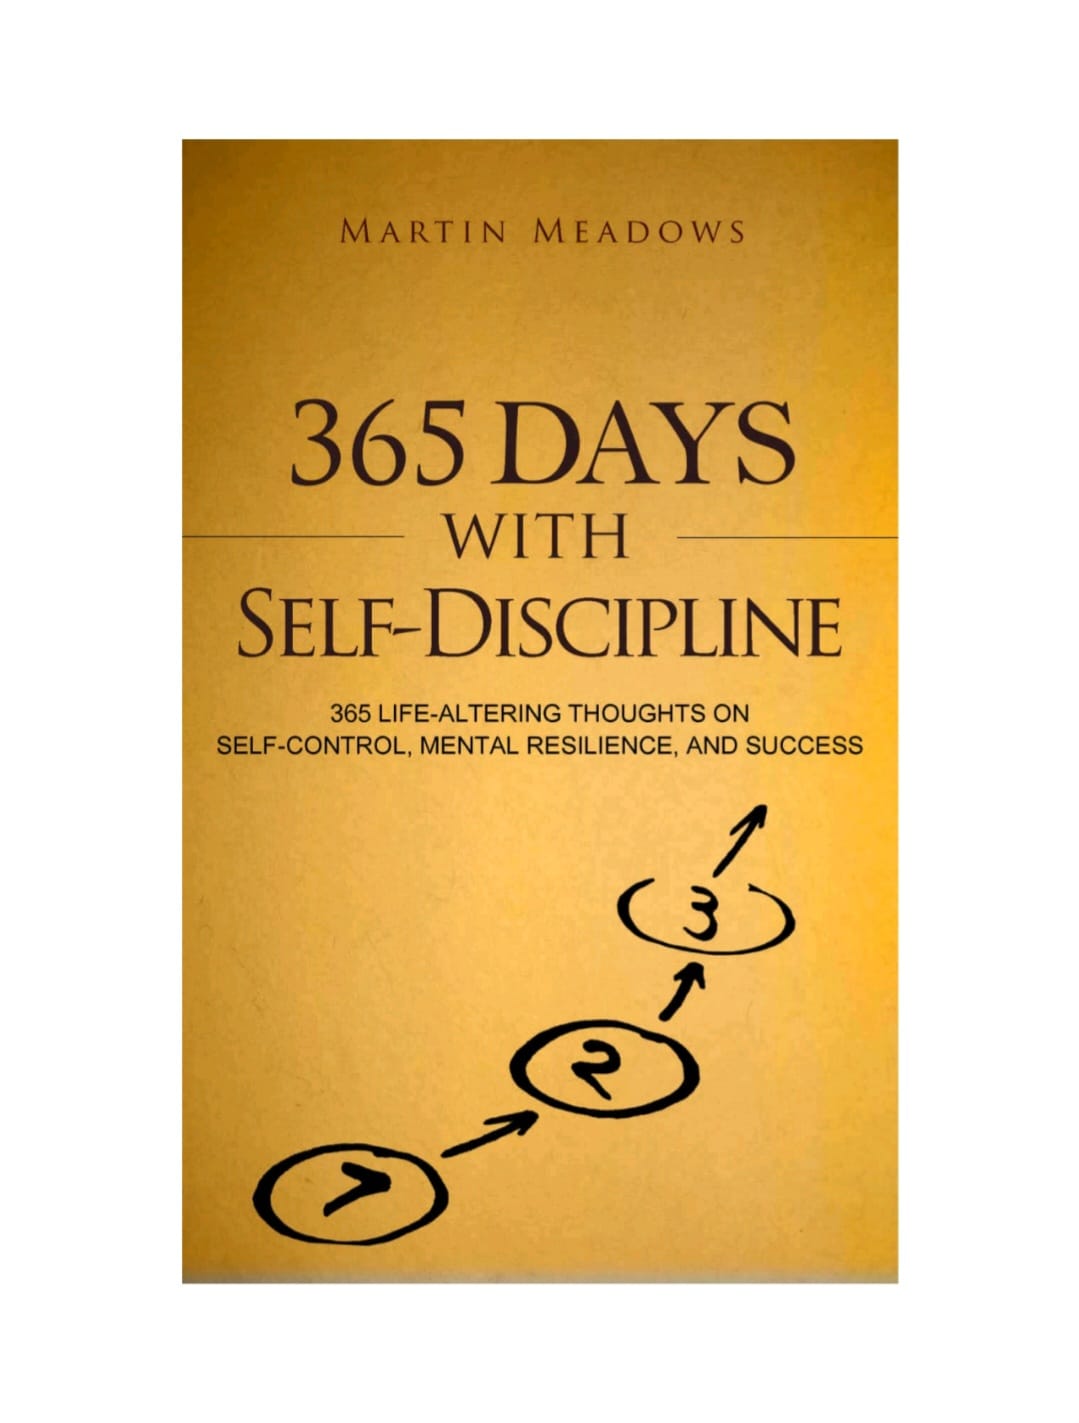 MARTIN MEADOWS
365 DAYS
WITH
SELF-DISCIPLINE
365 LIFE-ALTERING THOUGHTS ON
SELF-CONTROL, MENTAL RESILIENCE, AND SUCCESS
3
2
1